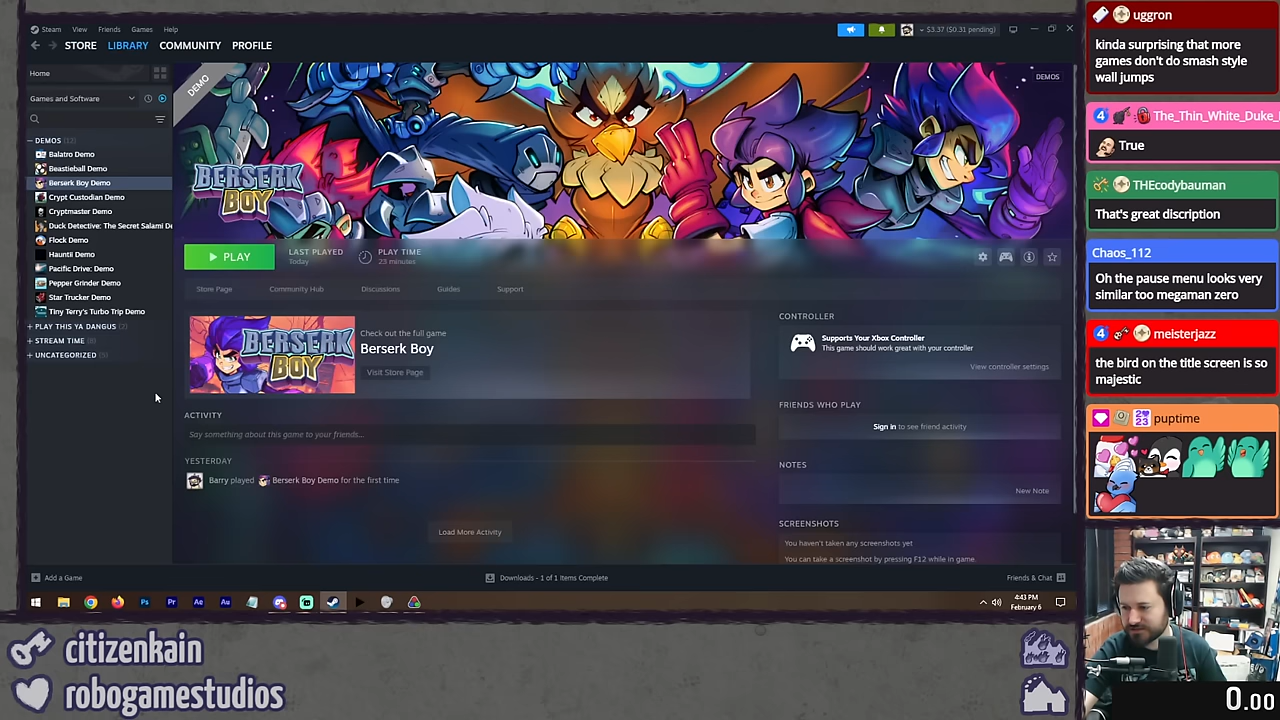 Steam View Friends Games Help
$3.37 ($0.31 pending)
STORE LIBRARY COMMUNITY PROFILE
Home
Games and Software
DEMOS (12)
Balatro Demo
Beastieball Demo
Berserk Boy Demo
Crypt Custodian Demo
Cryptmaster Demo
Duck Detective: The Secret Salami De
Flock Demo
Hauntii Demo
Pacific Drive: Demo
Pepper Grinder Demo
Star Trucker Demo
Tiny Terry's Turbo Trip Demo
PLAY THIS YA DANGUS
STREAM TIME
UNCATEGORIZED
DEMO
DEMOS
BERSERK
BOY
PLAY
LAST PLAYED
Today
PLAY TIME
23 minutes
Store Page Community Hub Discussions Guides Support
BERSERK
BOY
Check out the full game
Berserk Boy
Visit Store Page
CONTROLLER
Supports Your Xbox Controller
This game should work great with your controller
View controller settings
ACTIVITY
Say something about this game to your friends...
YESTERDAY
Barry played Berserk Boy Demo for the first time
Load More Activity
FRIENDS WHO PLAY
Sign in to see friend activity
NOTES
New Note
SCREENSHOTS
You haven't taken any screenshots yet
You can take a screenshot by pressing F12 while in game.
Add a Game
Downloads - 1 of 1 Items Complete
Friends & Chat
Ps Pr Ae Au
4:43 PM
February 6
citizenkain
robogamestudios
uggron
kinda surprising that more
games don't do smash style
wall jumps
4 The_Thin_White_Duke_
True
THEcodybauman
That's great discription
Chaos_112
Oh the pause menu looks very
simliar too megaman zero
4 meisterjazz
the bird on the title screen is so
majestic
23 puptime
0.00